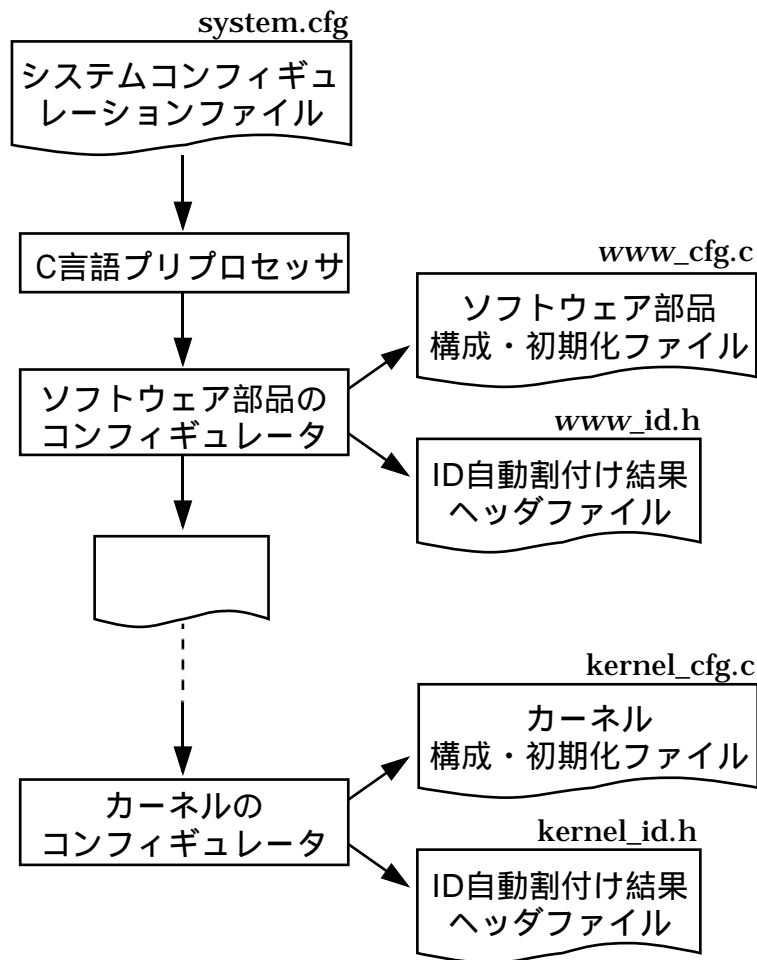 system.cfg
システムコンフィギュ
レーションファイル
C言語プリプロセッサ
www_cfg.c
ソフトウェア部品
構成・初期化ファイル
ソフトウェア部品の
コンフィギュレータ
www_id.h
ID自動割付け結果
ヘッダファイル
kernel_cfg.c
カーネル
構成・初期化ファイル
カーネルの
コンフィギュレータ
kernel_id.h
ID自動割付け結果
ヘッダファイル